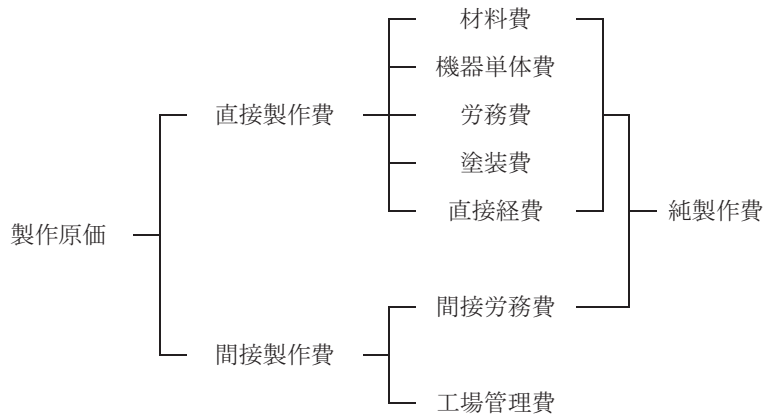 材料費
機器単体費
直接製作費
労務費
塗装費
直接経費
製作原価
純製作費
間接労務費
間接製作費
工場管理費